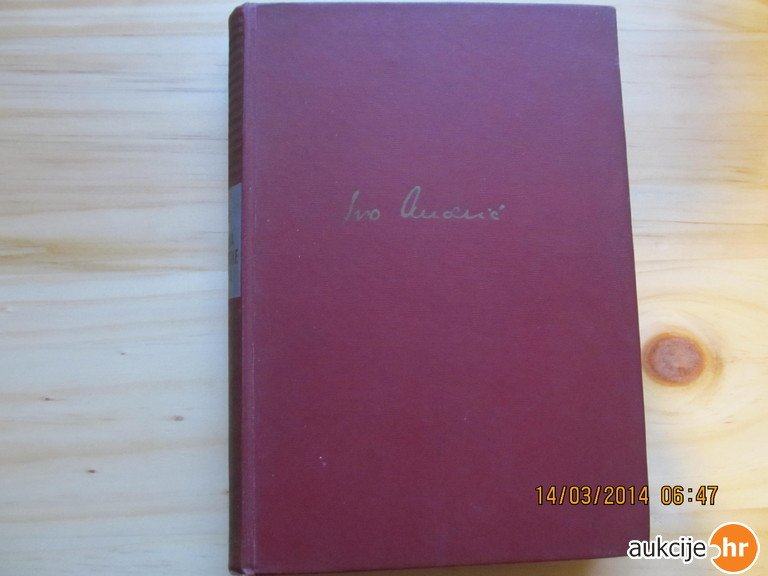 Ivo Andrić
14/03/2014 06:47
aukcije.hr